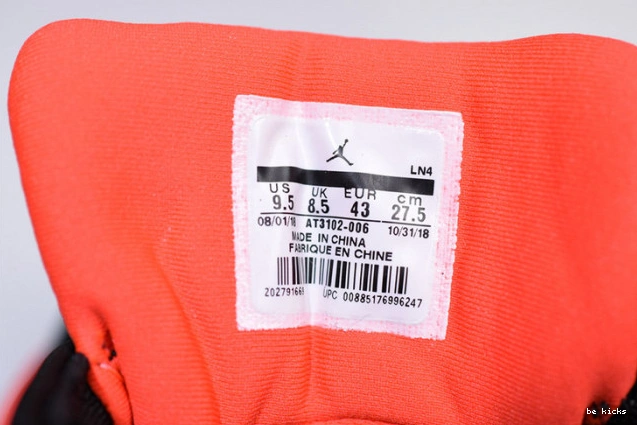 LN4
US UK EUR cm
9.5 8.5 43 27.5
08/01/18 AT3102-006 10/31/18
MADE IN CHINA
FABRIQUE EN CHINE
UPC 00885176996247
be kicks